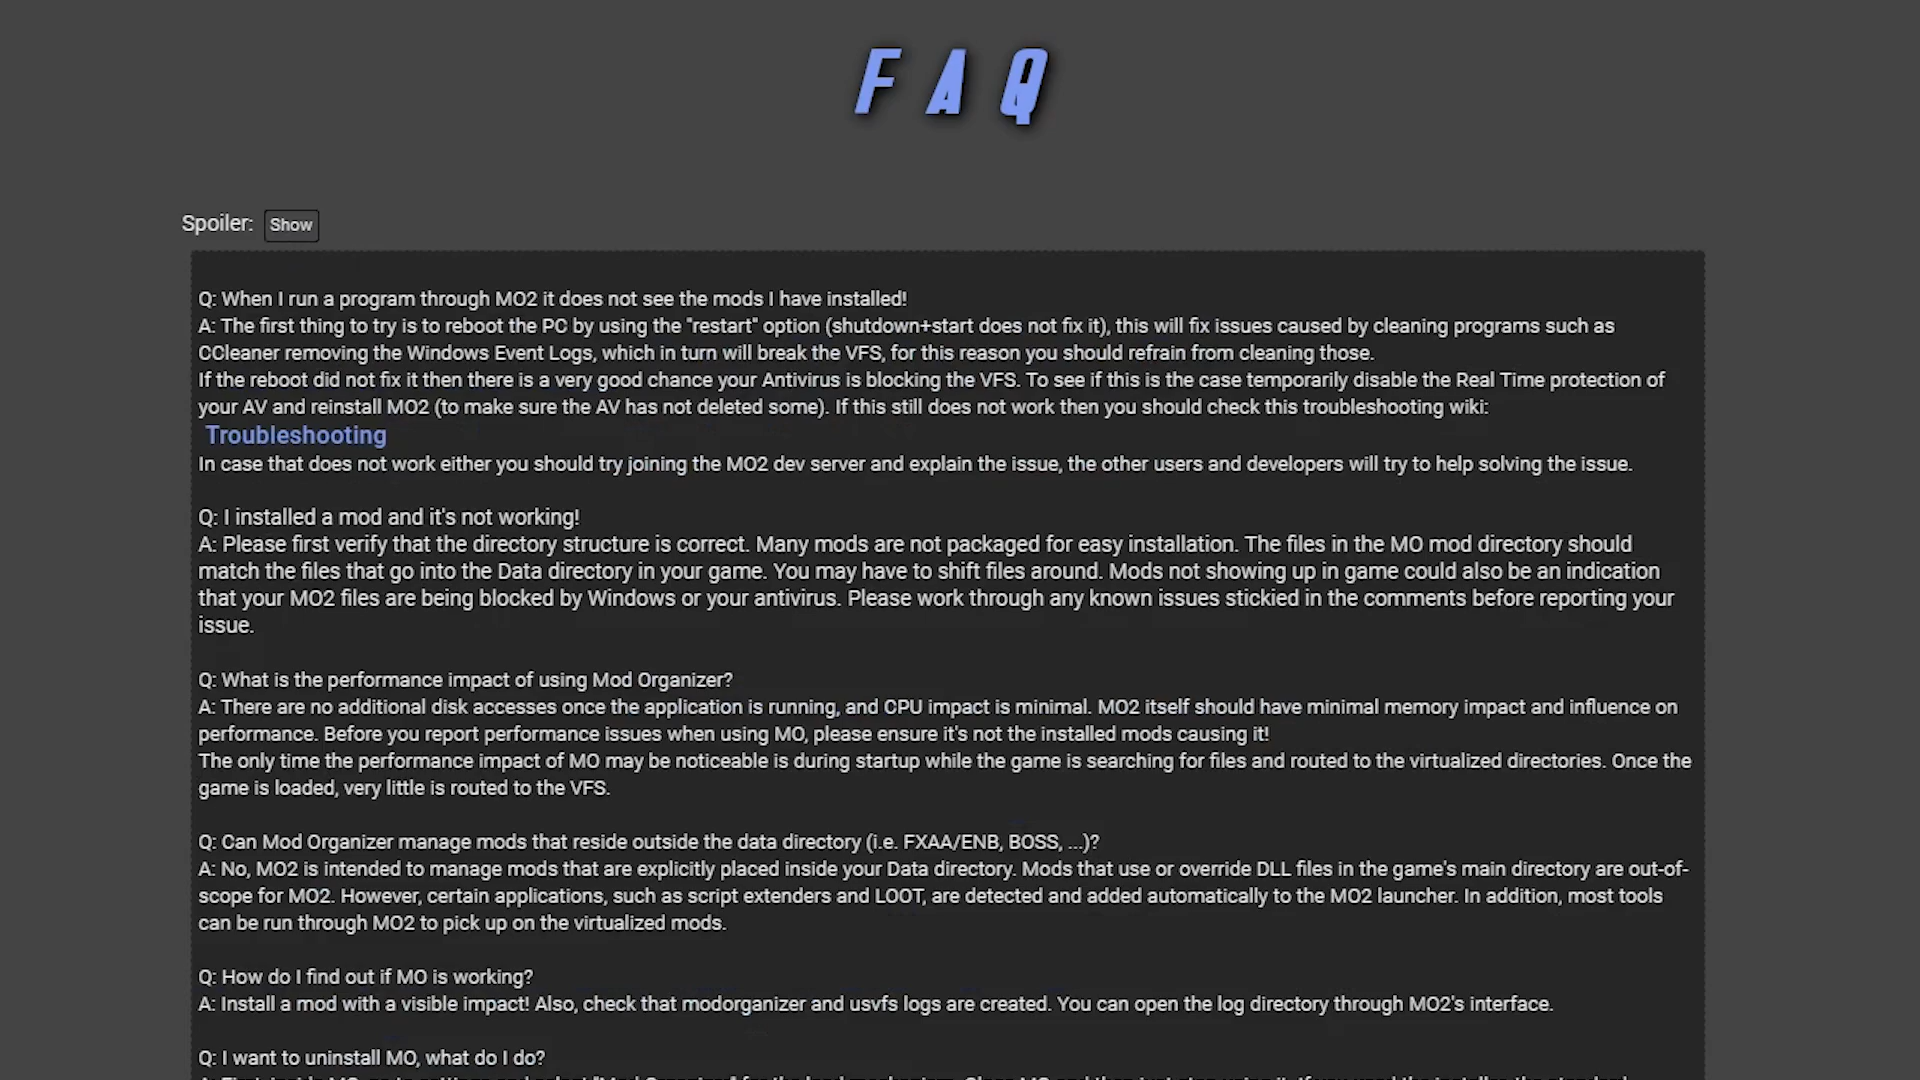 F A Q
Spoiler: Show
Q: When I run a program through MO2 it does not see the mods I have installed!
A: The first thing to try is to reboot the PC by using the "restart" option (shutdown+start does not fix it), this will fix issues caused by cleaning programs such as
CCleaner removing the Windows Event Logs, which in turn will break the VFS, for this reason you should refrain from cleaning those.
If the reboot did not fix it then there is a very good chance your Antivirus is blocking the VFS. To see if this is the case temporarily disable the Real Time protection of
your AV and reinstall MO2 (to make sure the AV has not deleted some). If this still does not work then you should check this troubleshooting wiki:
Troubleshooting
In case that does not work either you should try joining the MO2 dev server and explain the issue, the other users and developers will try to help solving the issue.
Q: I installed a mod and it's not working!
A: Please first verify that the directory structure is correct. Many mods are not packaged for easy installation. The files in the MO mod directory should
match the files that go into the Data directory in your game. You may have to shift files around. Mods not showing up in game could also be an indication
that your MO2 files are being blocked by Windows or your antivirus. Please work through any known issues stickied in the comments before reporting your
issue.
Q: What is the performance impact of using Mod Organizer?
A: There are no additional disk accesses once the application is running, and CPU impact is minimal. MO2 itself should have minimal memory impact and influence on
performance. Before you report performance issues when using MO, please ensure it's not the installed mods causing it!
The only time the performance impact of MO may be noticeable is during startup while the game is searching for files and routed to the virtualized directories. Once the
game is loaded, very little is routed to the VFS.
Q: Can Mod Organizer manage mods that reside outside the data directory (i.e. FXAA/ENB, BOSS, ...)?
A: No, MO2 is intended to manage mods that are explicitly placed inside your Data directory. Mods that use or override DLL files in the game's main directory are out-of-
scope for MO2. However, certain applications, such as script extenders and LOOT, are detected and added automatically to the MO2 launcher. In addition, most tools
can be run through MO2 to pick up on the virtualized mods.
Q: How do I find out if MO is working?
A: Install a mod with a visible impact! Also, check that modorganizer and usvfs logs are created. You can open the log directory through MO2's interface.
Q: I want to uninstall MO, what do I do?